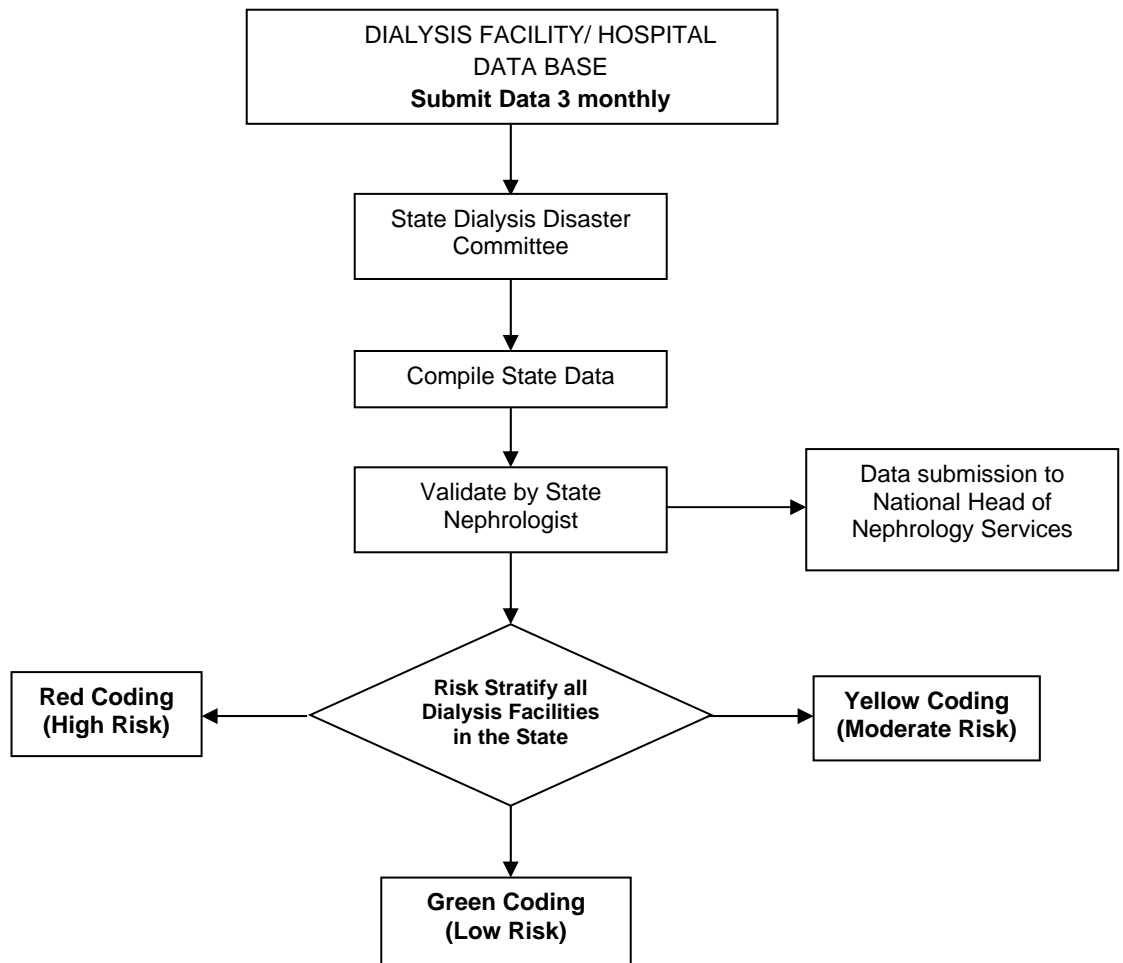 DIALYSIS FACILITY/ HOSPITAL
DATA BASE
Submit Data 3 monthly
State Dialysis Disaster
Committee
Compile State Data
Validate by State
Nephrologist
Data submission to
National Head of
Nephrology Services
Risk Stratify all
Dialysis Facilities
in the State
Red Coding
(High Risk)
Yellow Coding
(Moderate Risk)
Green Coding
(Low Risk)